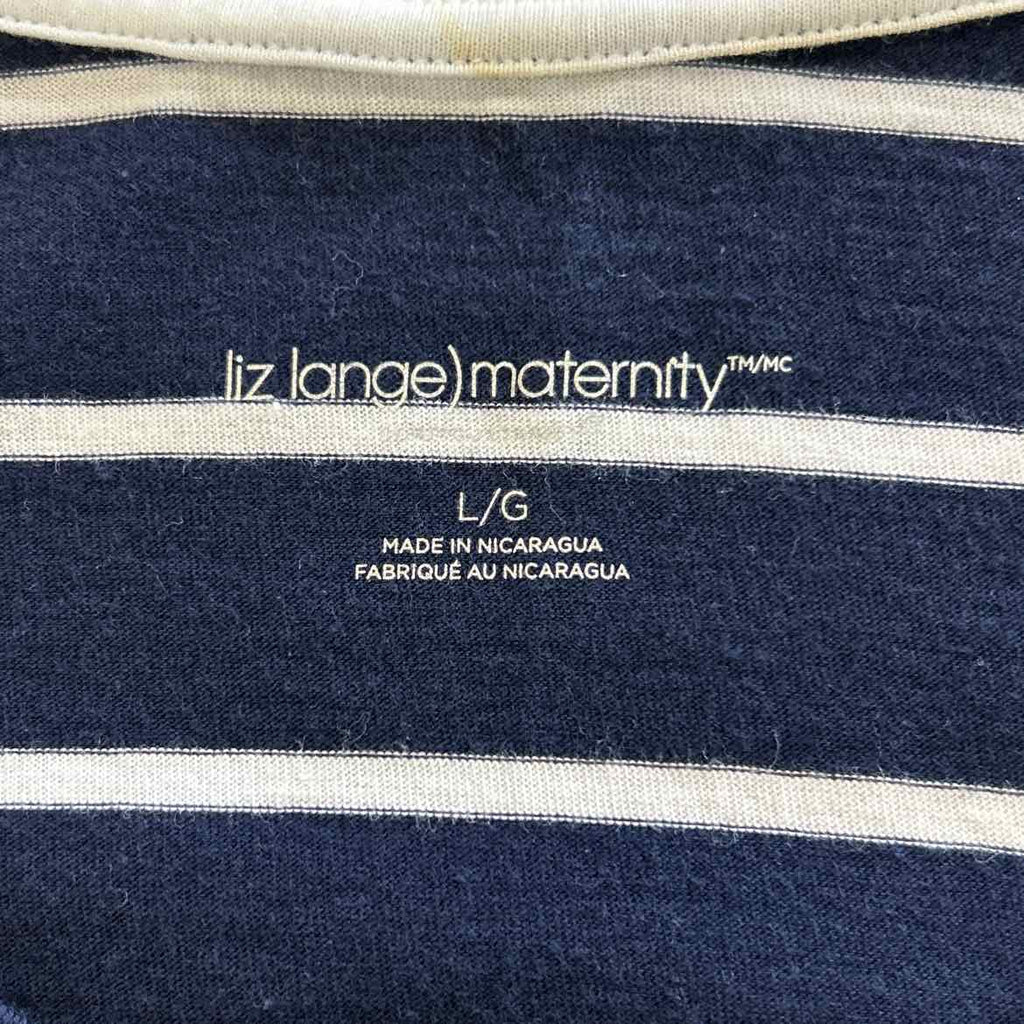 liz lange)maternity™/MC
L/G
MADE IN NICARAGUA
FABRIQUÉ AU NICARAGUA